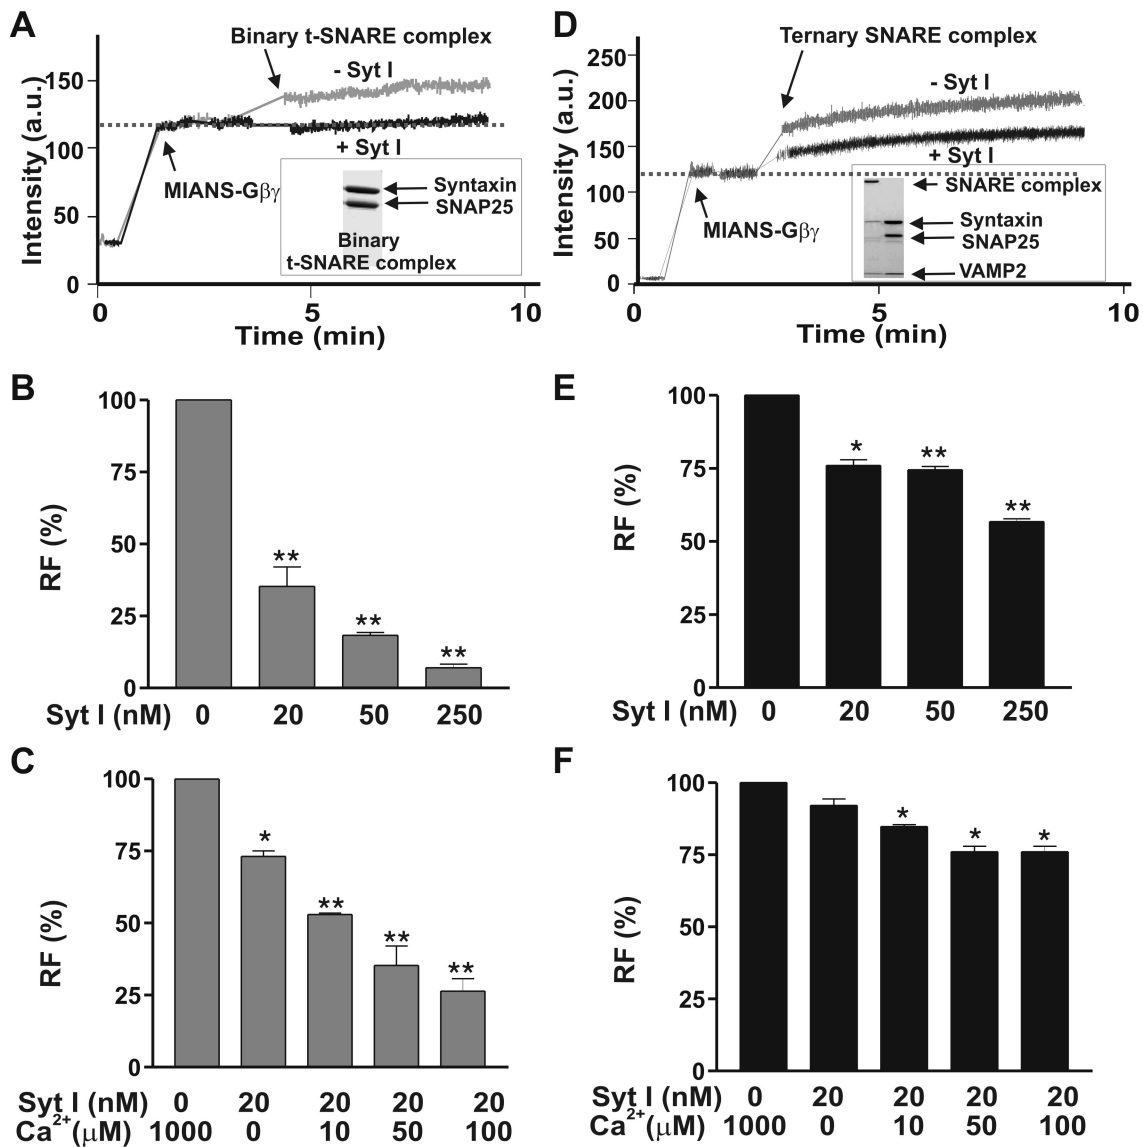 A
Binary t-SNARE complex
Intensity (a.u.)
150
100
50
0
- Syt I
+ Syt I
MIANS-Gβγ
Syntaxin
SNAP25
Binary
t-SNARE complex
0 5 10
Time (min)
D
Ternary SNARE complex
Intensity (a.u.)
250
200
150
100
50
0
- Syt I
+ Syt I
MIANS-Gβγ
SNARE complex
Syntaxin
SNAP25
VAMP2
0 5 10
Time (min)
B
RF (%)
100
75
50
25
0
** ** **
Syt I (nM) 0 20 50 250
E
RF (%)
100
75
50
25
0
* ** **
Syt I (nM) 0 20 50 250
C
RF (%)
100
75
50
25
0
* ** ** **
Syt I (nM) 0 20 20 20 20
Ca²⁺(μM) 1000 0 10 50 100
F
RF (%)
100
75
50
25
0
* * *
Syt I (nM) 0 20 20 20 20
Ca²⁺(μM) 1000 0 10 50 100